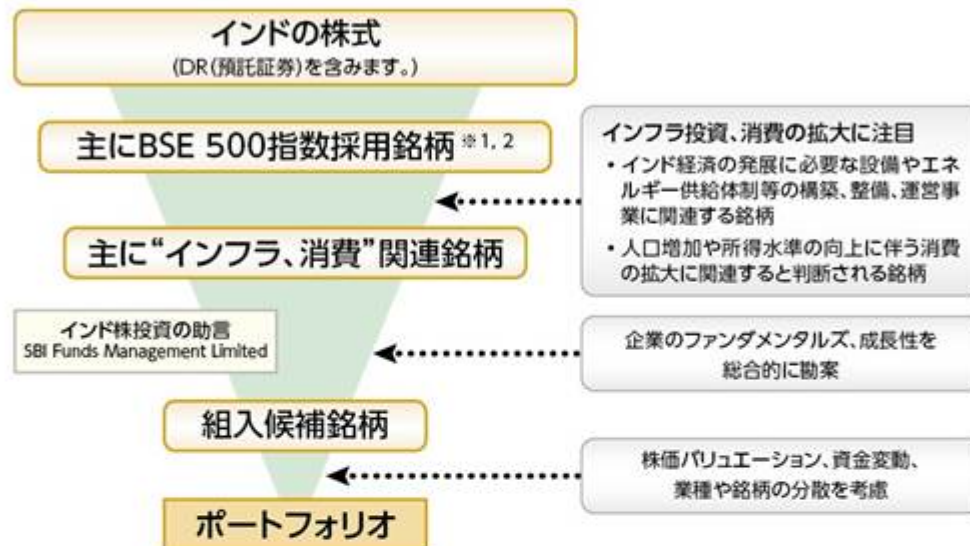 インドの株式
(DR(預託証券)を含みます。)
主にBSE 500指数採用銘柄※1, 2
インフラ投資、消費の拡大に注目
・インド経済の発展に必要な設備やエネ
ルギー供給体制等の構築、整備、運営事
業に関連する銘柄
・人口増加や所得水準の向上に伴う消費
の拡大に関連すると判断される銘柄
主に“インフラ、消費”関連銘柄
インド株投資の助言
SBI Funds Management Limited
企業のファンダメンタルズ、成長性を
総合的に勘案
組入候補銘柄
株価バリュエーション、資金変動、
業種や銘柄の分散を考慮
ポートフォリオ